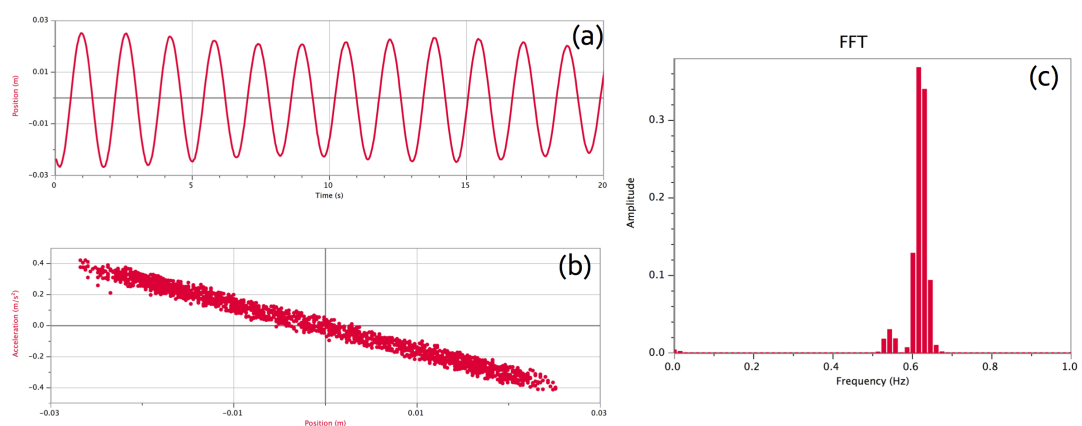 (a)
Position (m)
0.03
0.01
−0.01
−0.03
0 5 10 15 20
Time (s)
(b)
Acceleration (m/s²)
0.4
0.2
0.0
−0.2
−0.4
−0.03 −0.01 0.01 0.03
Position (m)
FFT
(c)
Amplitude
0.3
0.2
0.1
0.0
0.0 0.2 0.4 0.6 0.8 1.0
Frequency (Hz)